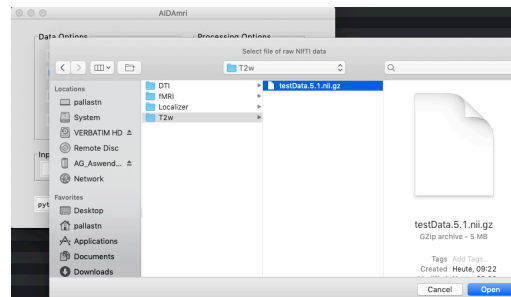 AIDAmri
Data Options
Processing Options
Select file of raw NIfTI data
T2w
Locations
pallastn
System
VERBATIM HD
Remote Disc
AG_Aswend...
Network
Favorites
Desktop
pallastn
Applications
Documents
Downloads
DTI
fMRI
Localizer
T2w
testData.5.1.nii.gz
Inp
pyt
testData.5.1.nii.gz
GZip archive - 5 MB
Tags Add Tags...
Created Heute, 09:22
Cancel
Open